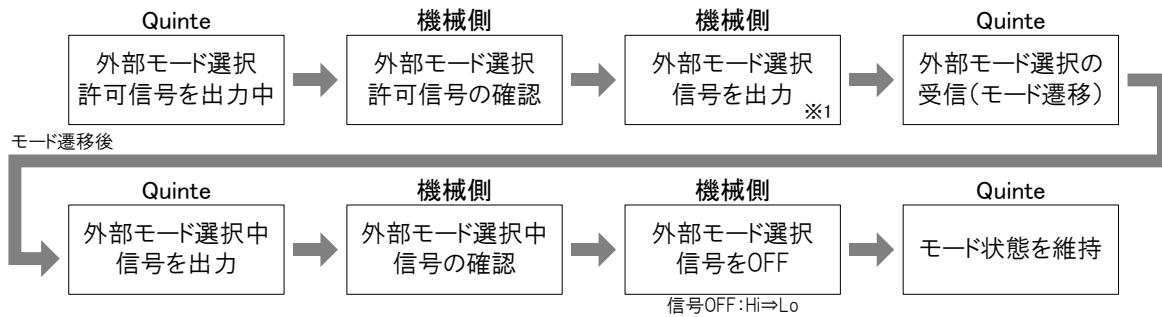 Quinte
外部モード選択
許可信号を出力中
機械側
外部モード選択
許可信号の確認
機械側
外部モード選択
信号を出力
※1
Quinte
外部モード選択の
受信(モード遷移)
モード遷移後
Quinte
外部モード選択中
信号を出力
機械側
外部モード選択中
信号の確認
機械側
外部モード選択
信号をOFF
信号OFF:Hi⇒Lo
Quinte
モード状態を維持